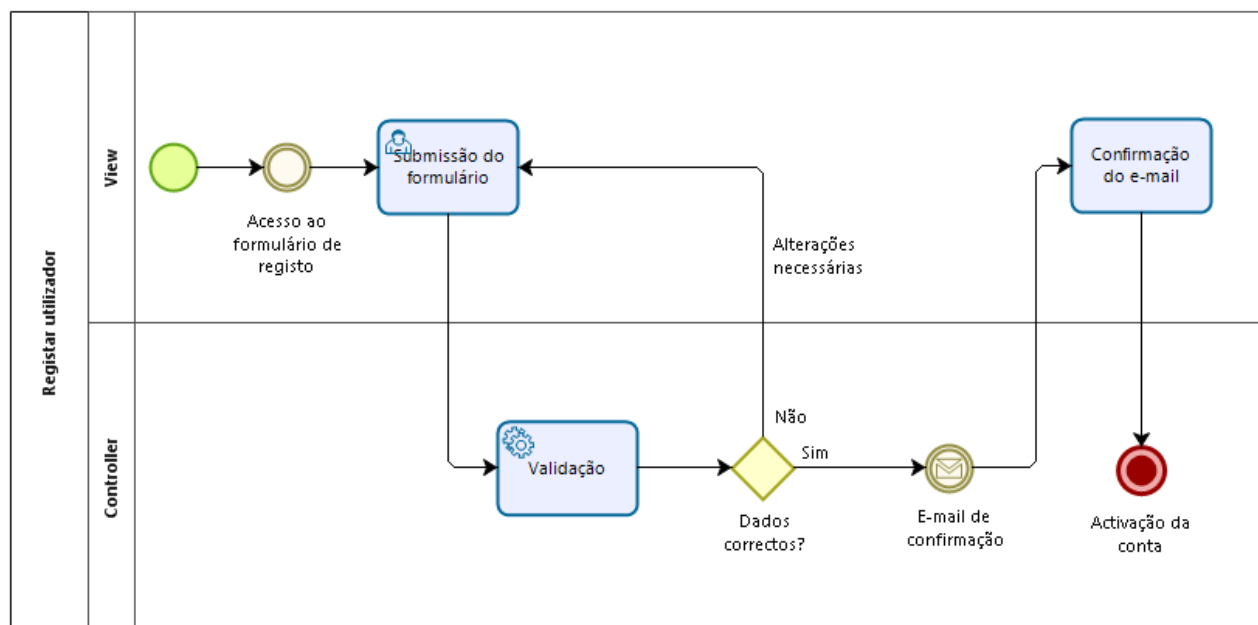 Registar utilizador
View
Acesso ao
formulário de
registo
Submissão do
formulário
Alterações
necessárias
Confirmação
do e-mail
Controller
Validação
Não
Sim
Dados
correctos?
E-mail de
confirmação
Activação da
conta